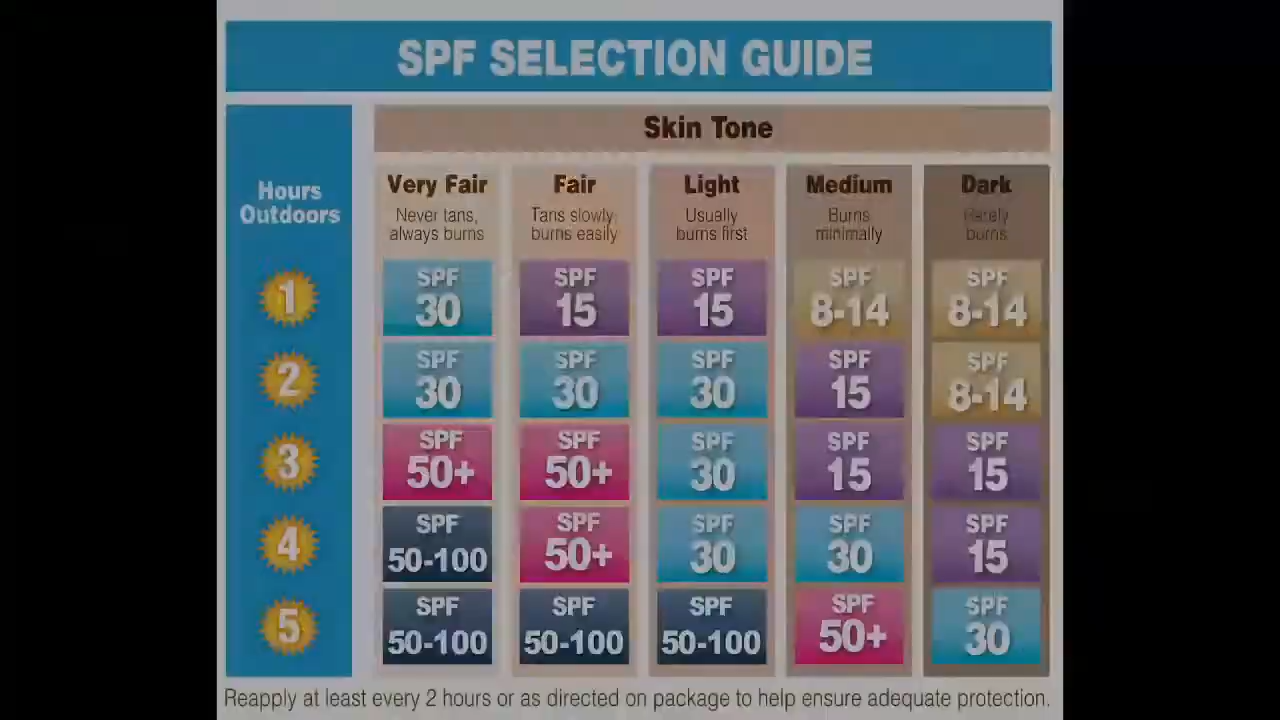 SPF SELECTION GUIDE
Skin Tone
Hours
Outdoors
Very Fair
Never tans,
always burns
Fair
Tans slowly,
burns easily
Light
Usually
burns first
Medium
Burns
minimally
Dark
Rarely
burns
1
SPF
30
SPF
15
SPF
15
SPF
8-14
SPF
8-14
2
SPF
30
SPF
30
SPF
30
SPF
15
SPF
8-14
3
SPF
50+
SPF
50+
SPF
30
SPF
15
SPF
15
4
SPF
50-100
SPF
50+
SPF
30
SPF
30
SPF
15
5
SPF
50-100
SPF
50-100
SPF
50-100
SPF
50+
SPF
30
Reapply at least every 2 hours or as directed on package to help ensure adequate protection.